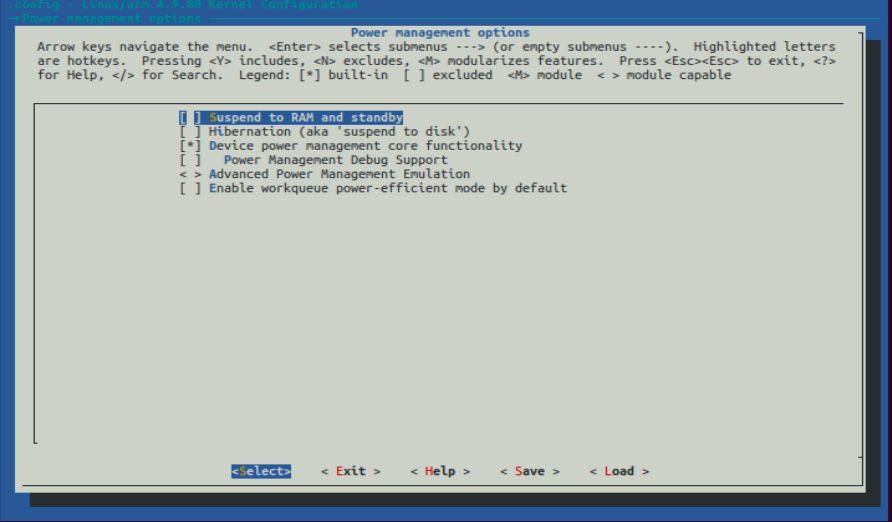 .config - Linux/arm 4.9.80 Kernel Configuration
→ Power management options
Power management options
Arrow keys navigate the menu.  <Enter> selects submenus ---> (or empty submenus ----).  Highlighted letters
are hotkeys.  Pressing <Y> includes, <N> excludes, <M> modularizes features.  Press <Esc><Esc> to exit, <?>
for Help, </> for Search.  Legend: [*] built-in  [ ] excluded  <M> module  < > module capable
[ ] Suspend to RAM and standby
[ ] Hibernation (aka 'suspend to disk')
[*] Device power management core functionality
[ ]   Power Management Debug Support
< > Advanced Power Management Emulation
[ ] Enable workqueue power-efficient mode by default
<Select>    < Exit >    < Help >    < Save >    < Load >